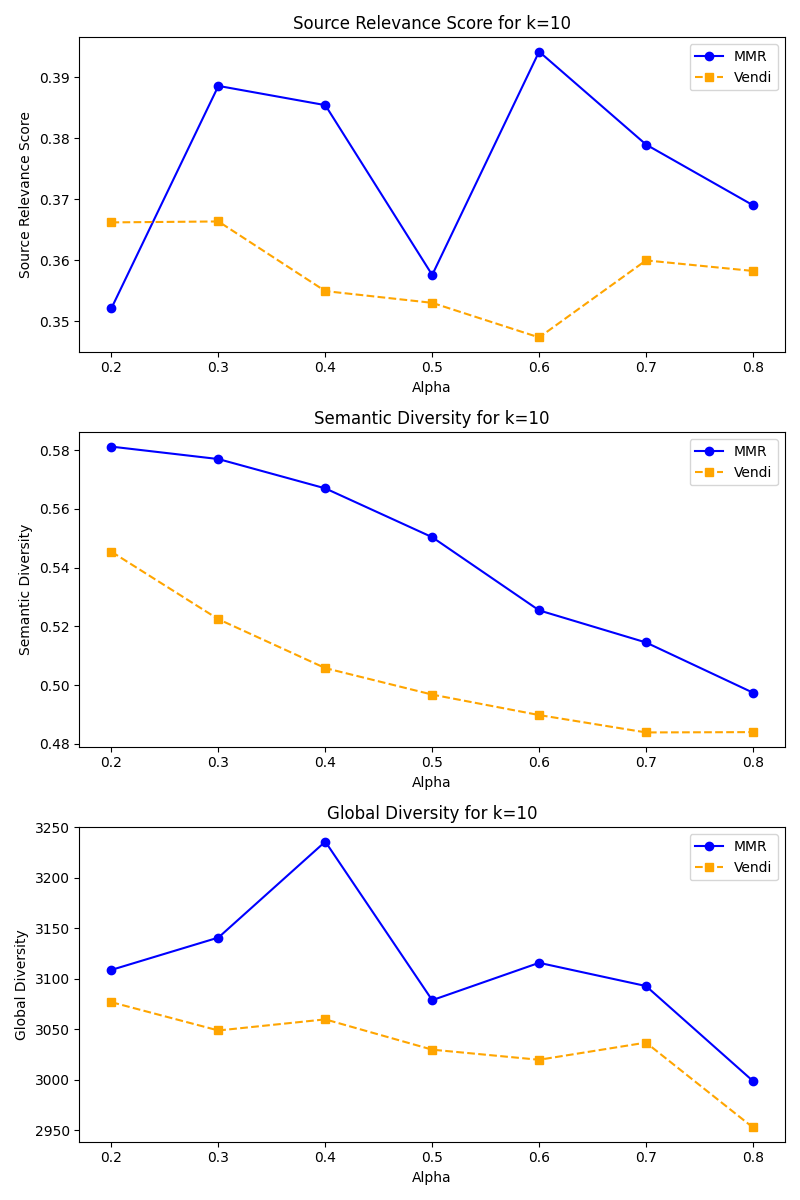 Source Relevance Score for k=10
Source Relevance Score
0.39
0.38
0.37
0.36
0.35
MMR
Vendi
0.2 0.3 0.4 0.5 0.6 0.7 0.8
Alpha
Semantic Diversity for k=10
Semantic Diversity
0.58
0.56
0.54
0.52
0.50
0.48
MMR
Vendi
0.2 0.3 0.4 0.5 0.6 0.7 0.8
Alpha
Global Diversity for k=10
Global Diversity
3250
3200
3150
3100
3050
3000
2950
MMR
Vendi
0.2 0.3 0.4 0.5 0.6 0.7 0.8
Alpha